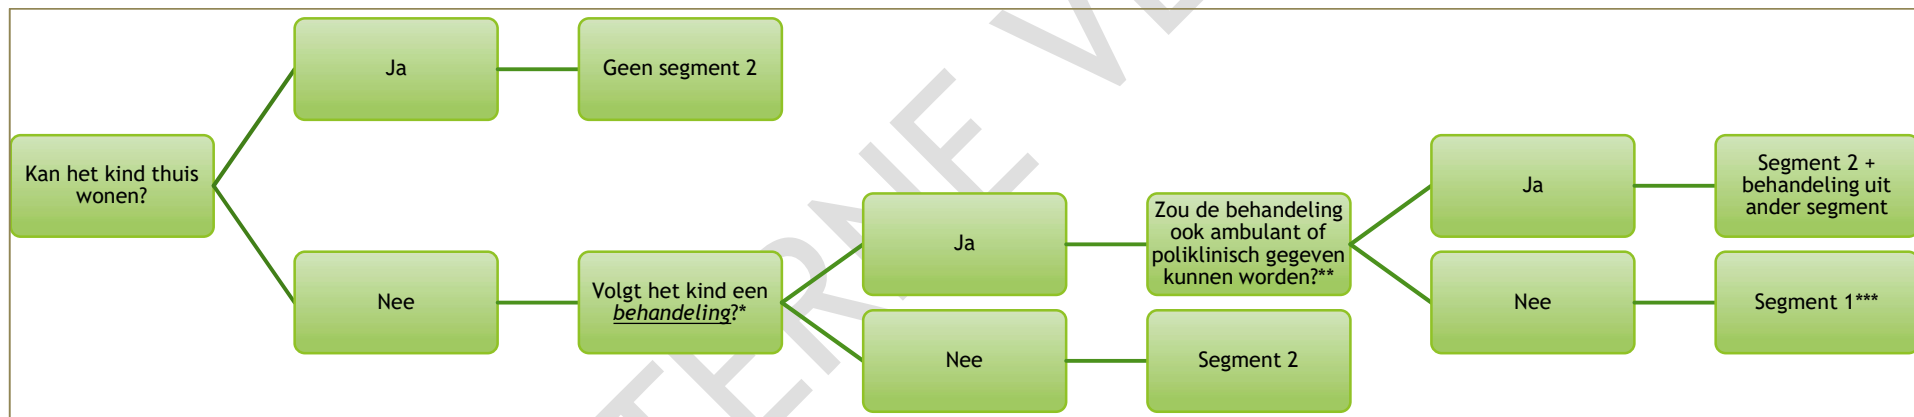 Kan het kind thuis
wonen?
Ja
Geen segment 2
Nee
Volgt het kind een
behandeling?*
Ja
Zou de behandeling
ook ambulant of
poliklinisch gegeven
kunnen worden?**
Ja
Segment 2 +
behandeling uit
ander segment
Nee
Segment 1***
Nee
Segment 2